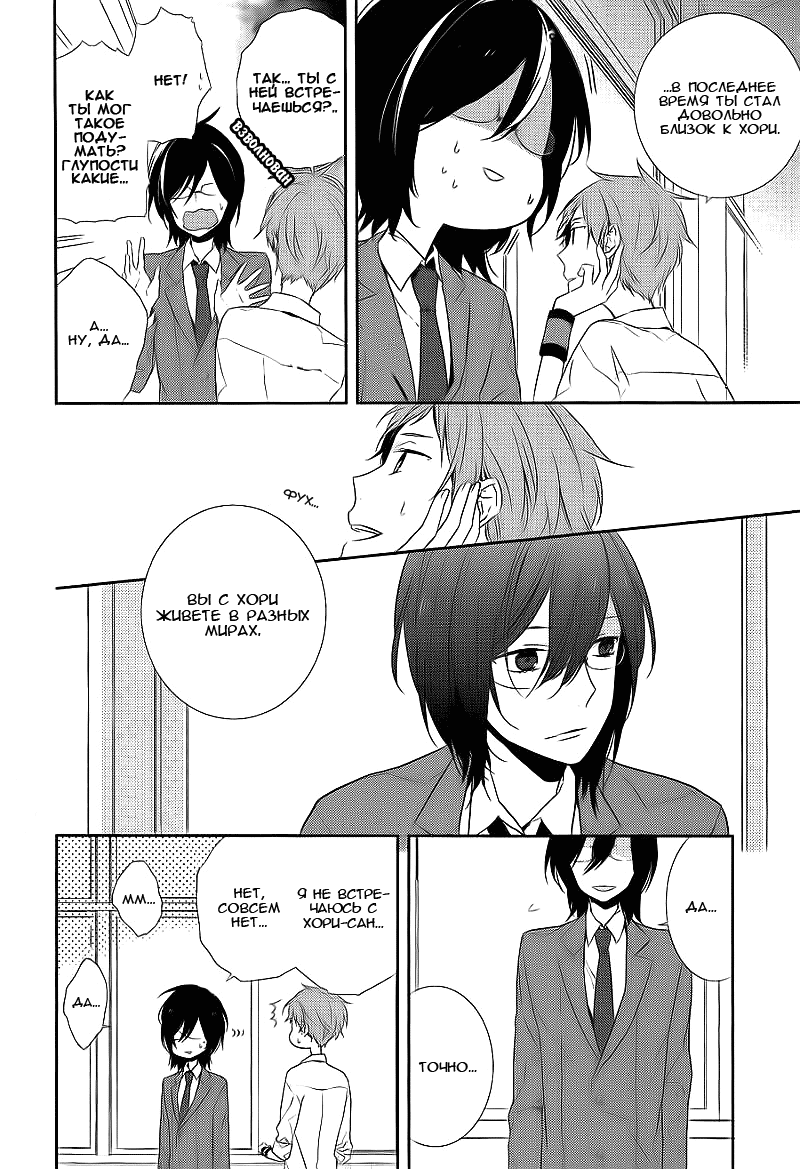 ...В ПОСЛЕДНЕЕ
ВРЕМЯ ТЫ СТАЛ
ДОВОЛЬНО
БЛИЗОК К ХОРИ.
ТАК... ТЫ С
НЕЙ ВСТРЕ-
ЧАЕШЬСЯ?..
ВЗВОЛНОВАН
НЕТ!
КАК
ТЫ МОГ
ТАКОЕ
ПОДУ-
МАТЬ?
ГЛУПОСТИ
КАКИЕ...
А...
НУ, ДА...
ФУХ...
ВЫ С ХОРИ
ЖИВЕТЕ В РАЗНЫХ
МИРАХ.
ДА...
ТОЧНО...
Я НЕ ВСТРЕ-
ЧАЮСЬ С
ХОРИ-САН...
НЕТ,
СОВСЕМ
НЕТ...
ММ...
ДА...